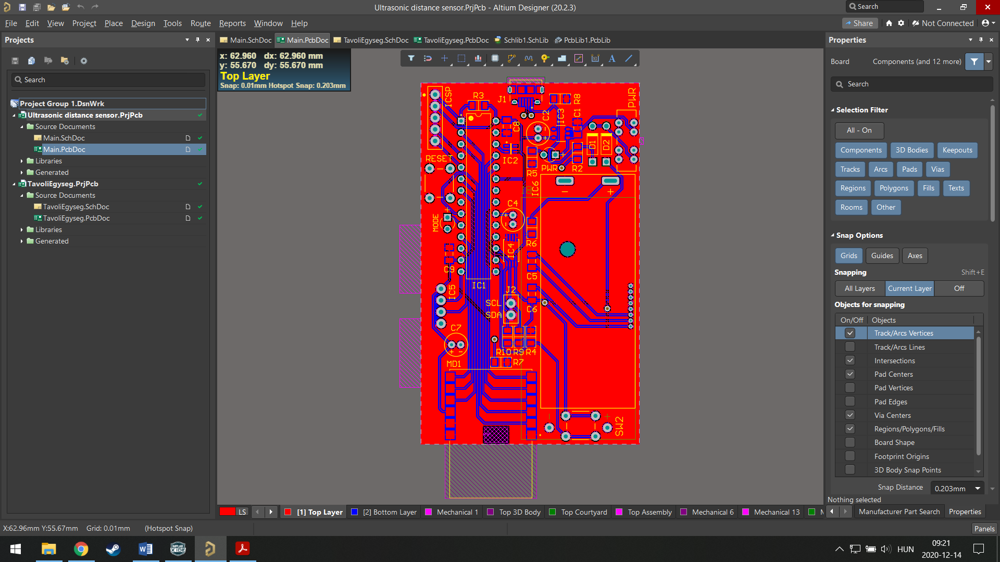 Ultrasonic distance sensor.PrjPcb - Altium Designer (20.2.3)
Search
File Edit View Project Place Design Tools Route Reports Window Help
Share
Not Connected
Projects
Search
Project Group 1.DsnWrk
Ultrasonic distance sensor.PrjPcb
Source Documents
Main.SchDoc
Main.PcbDoc
Libraries
Generated
TavoliEgyseg.PrjPcb
Source Documents
TavoliEgyseg.SchDoc
TavoliEgyseg.PcbDoc
Libraries
Generated
Main.SchDoc Main.PcbDoc TavoliEgyseg.SchDoc TavoliEgyseg.PcbDoc Schlib1.SchLib PcbLib1.PcbLib
x: 62.960 dx: 62.960 mm
y: 55.670 dy: 55.670 mm
Top Layer
Snap: 0.01mm Hotspot Snap: 0.203mm
ICSP
R3
J1
R8
PWR
C2
IC3
C1
C8
D1
D2
RESET
IC2
R5
PWR
R2
IC6
- +
C4
MODE
R6
IC4
C9
C5
IC1
IC5
J2
SCL
SDA
C6
C7
R10 R9 R4
MD1
R7
SW2
LS
[1] Top Layer
[2] Bottom Layer
Mechanical 1
Top 3D Body
Top Courtyard
Top Assembly
Mechanical 6
Mechanical 13
Properties
Board
Components (and 12 more)
Search
Selection Filter
All - On
Components 3D Bodies Keepouts
Tracks Arcs Pads Vias
Regions Polygons Fills Texts
Rooms Other
Snap Options
Grids Guides Axes
Snapping Shift+E
All Layers Current Layer Off
Objects for snapping
On/Off Objects
Track/Arcs Vertices
Track/Arcs Lines
Intersections
Pad Centers
Pad Vertices
Pad Edges
Via Centers
Regions/Polygons/Fills
Board Shape
Footprint Origins
3D Body Snap Points
Snap Distance 0.203mm
Nothing selected
Manufacturer Part Search Properties
X:62.96mm Y:55.67mm Grid: 0.01mm (Hotspot Snap)
Panels
HUN
09:21
2020-12-14